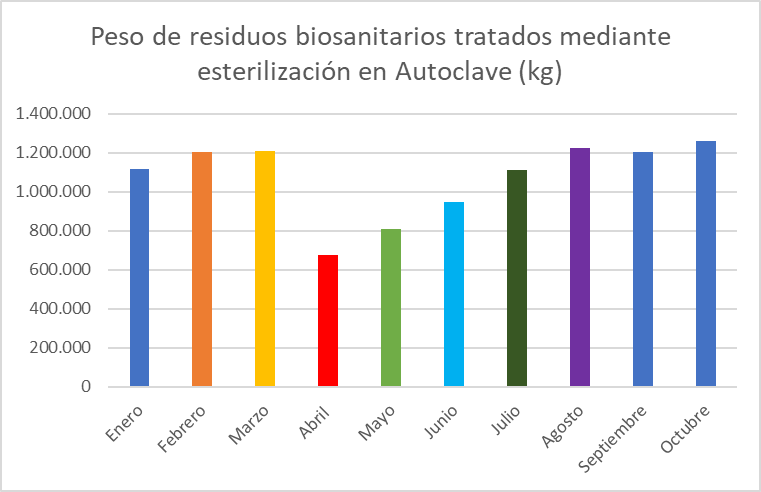 Peso de residuos biosanitarios tratados mediante
esterilización en Autoclave (kg)
1.400.000
1.200.000
1.000.000
800.000
600.000
400.000
200.000
0
Enero
Febrero
Marzo
Abril
Mayo
Junio
Julio
Agosto
Septiembre
Octubre